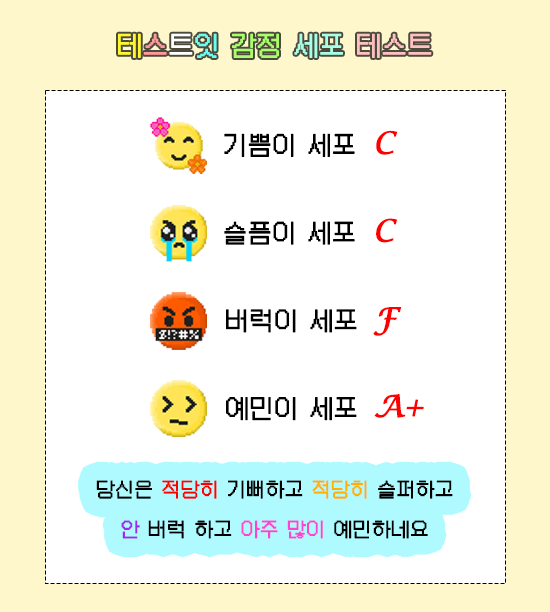 테스트잇 감정 세포 테스트
기쁨이 세포 C
슬픔이 세포 C
$!?#%
버럭이 세포 F
예민이 세포 A+
당신은 적당히 기뻐하고 적당히 슬퍼하고
안 버럭 하고 아주 많이 예민하네요